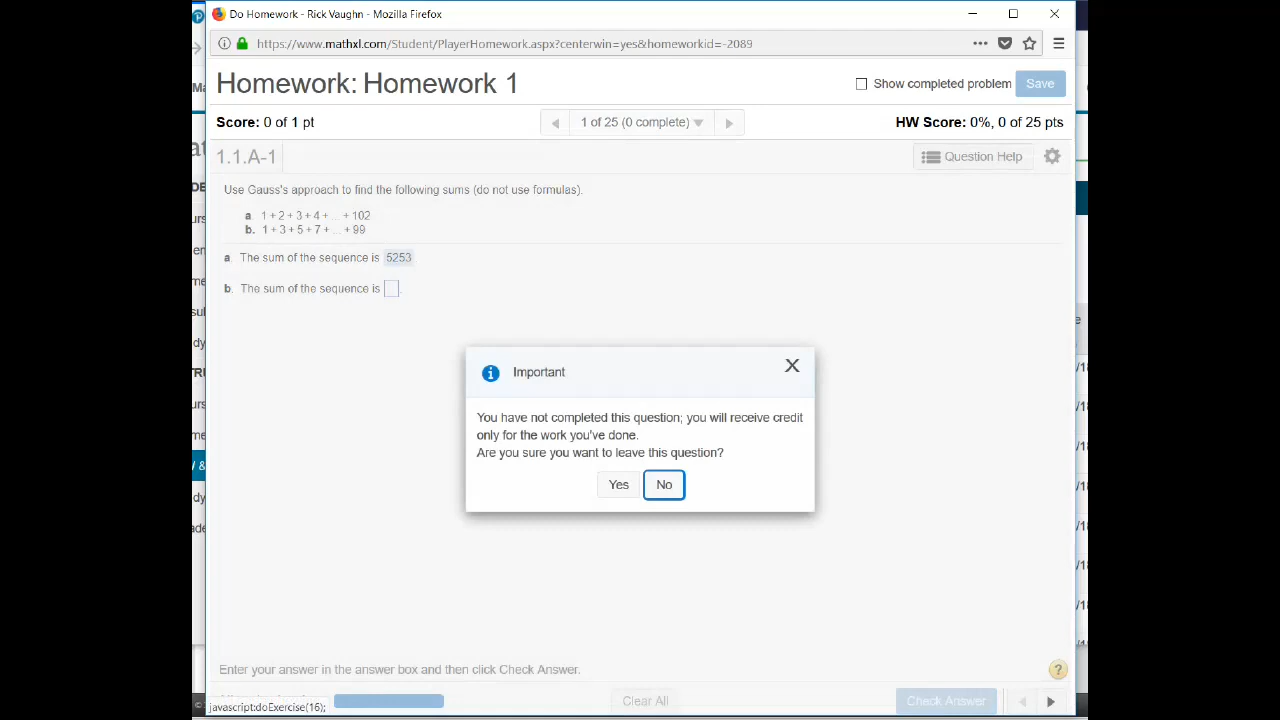 Do Homework - Rick Vaughn - Mozilla Firefox
https://www.mathxl.com/Student/PlayerHomework.aspx?centerwin=yes&homeworkid=-2089
Homework: Homework 1
Show completed problem
Save
Score: 0 of 1 pt
1 of 25 (0 complete)
HW Score: 0%, 0 of 25 pts
1.1.A-1
Question Help
Use Gauss's approach to find the following sums (do not use formulas).
a. 1 + 2 + 3 + 4 + ... + 102
b. 1 + 3 + 5 + 7 + ... + 99
a. The sum of the sequence is 5253
b. The sum of the sequence is .
Important
X
You have not completed this question; you will receive credit
only for the work you've done.
Are you sure you want to leave this question?
Yes
No
Enter your answer in the answer box and then click Check Answer.
?
Clear All
Check Answer
javascript:doExercise(16);